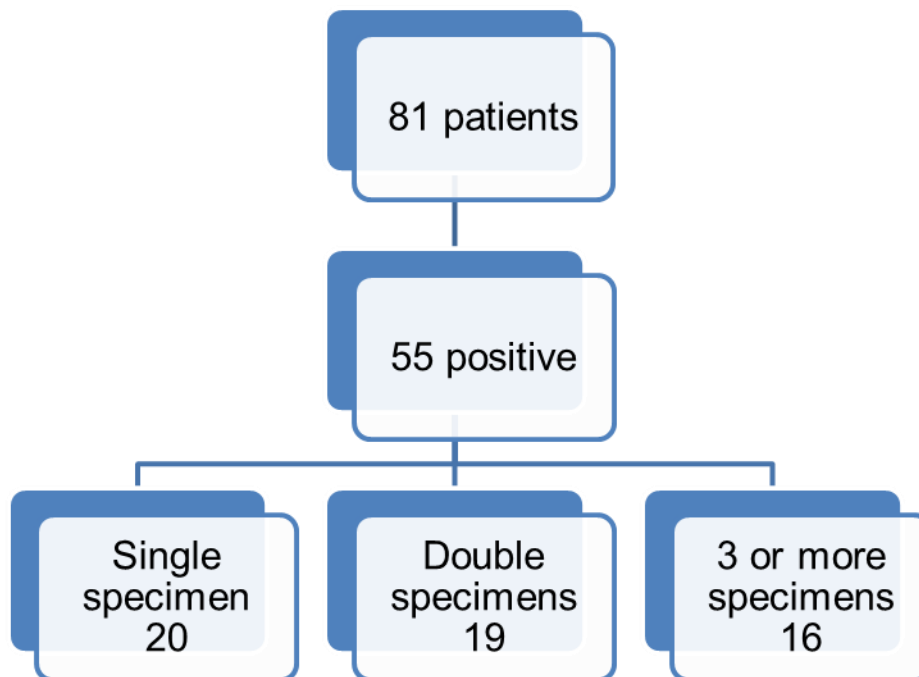 81 patients
55 positive
Single
specimen
20
Double
specimens
19
3 or more
specimens
16